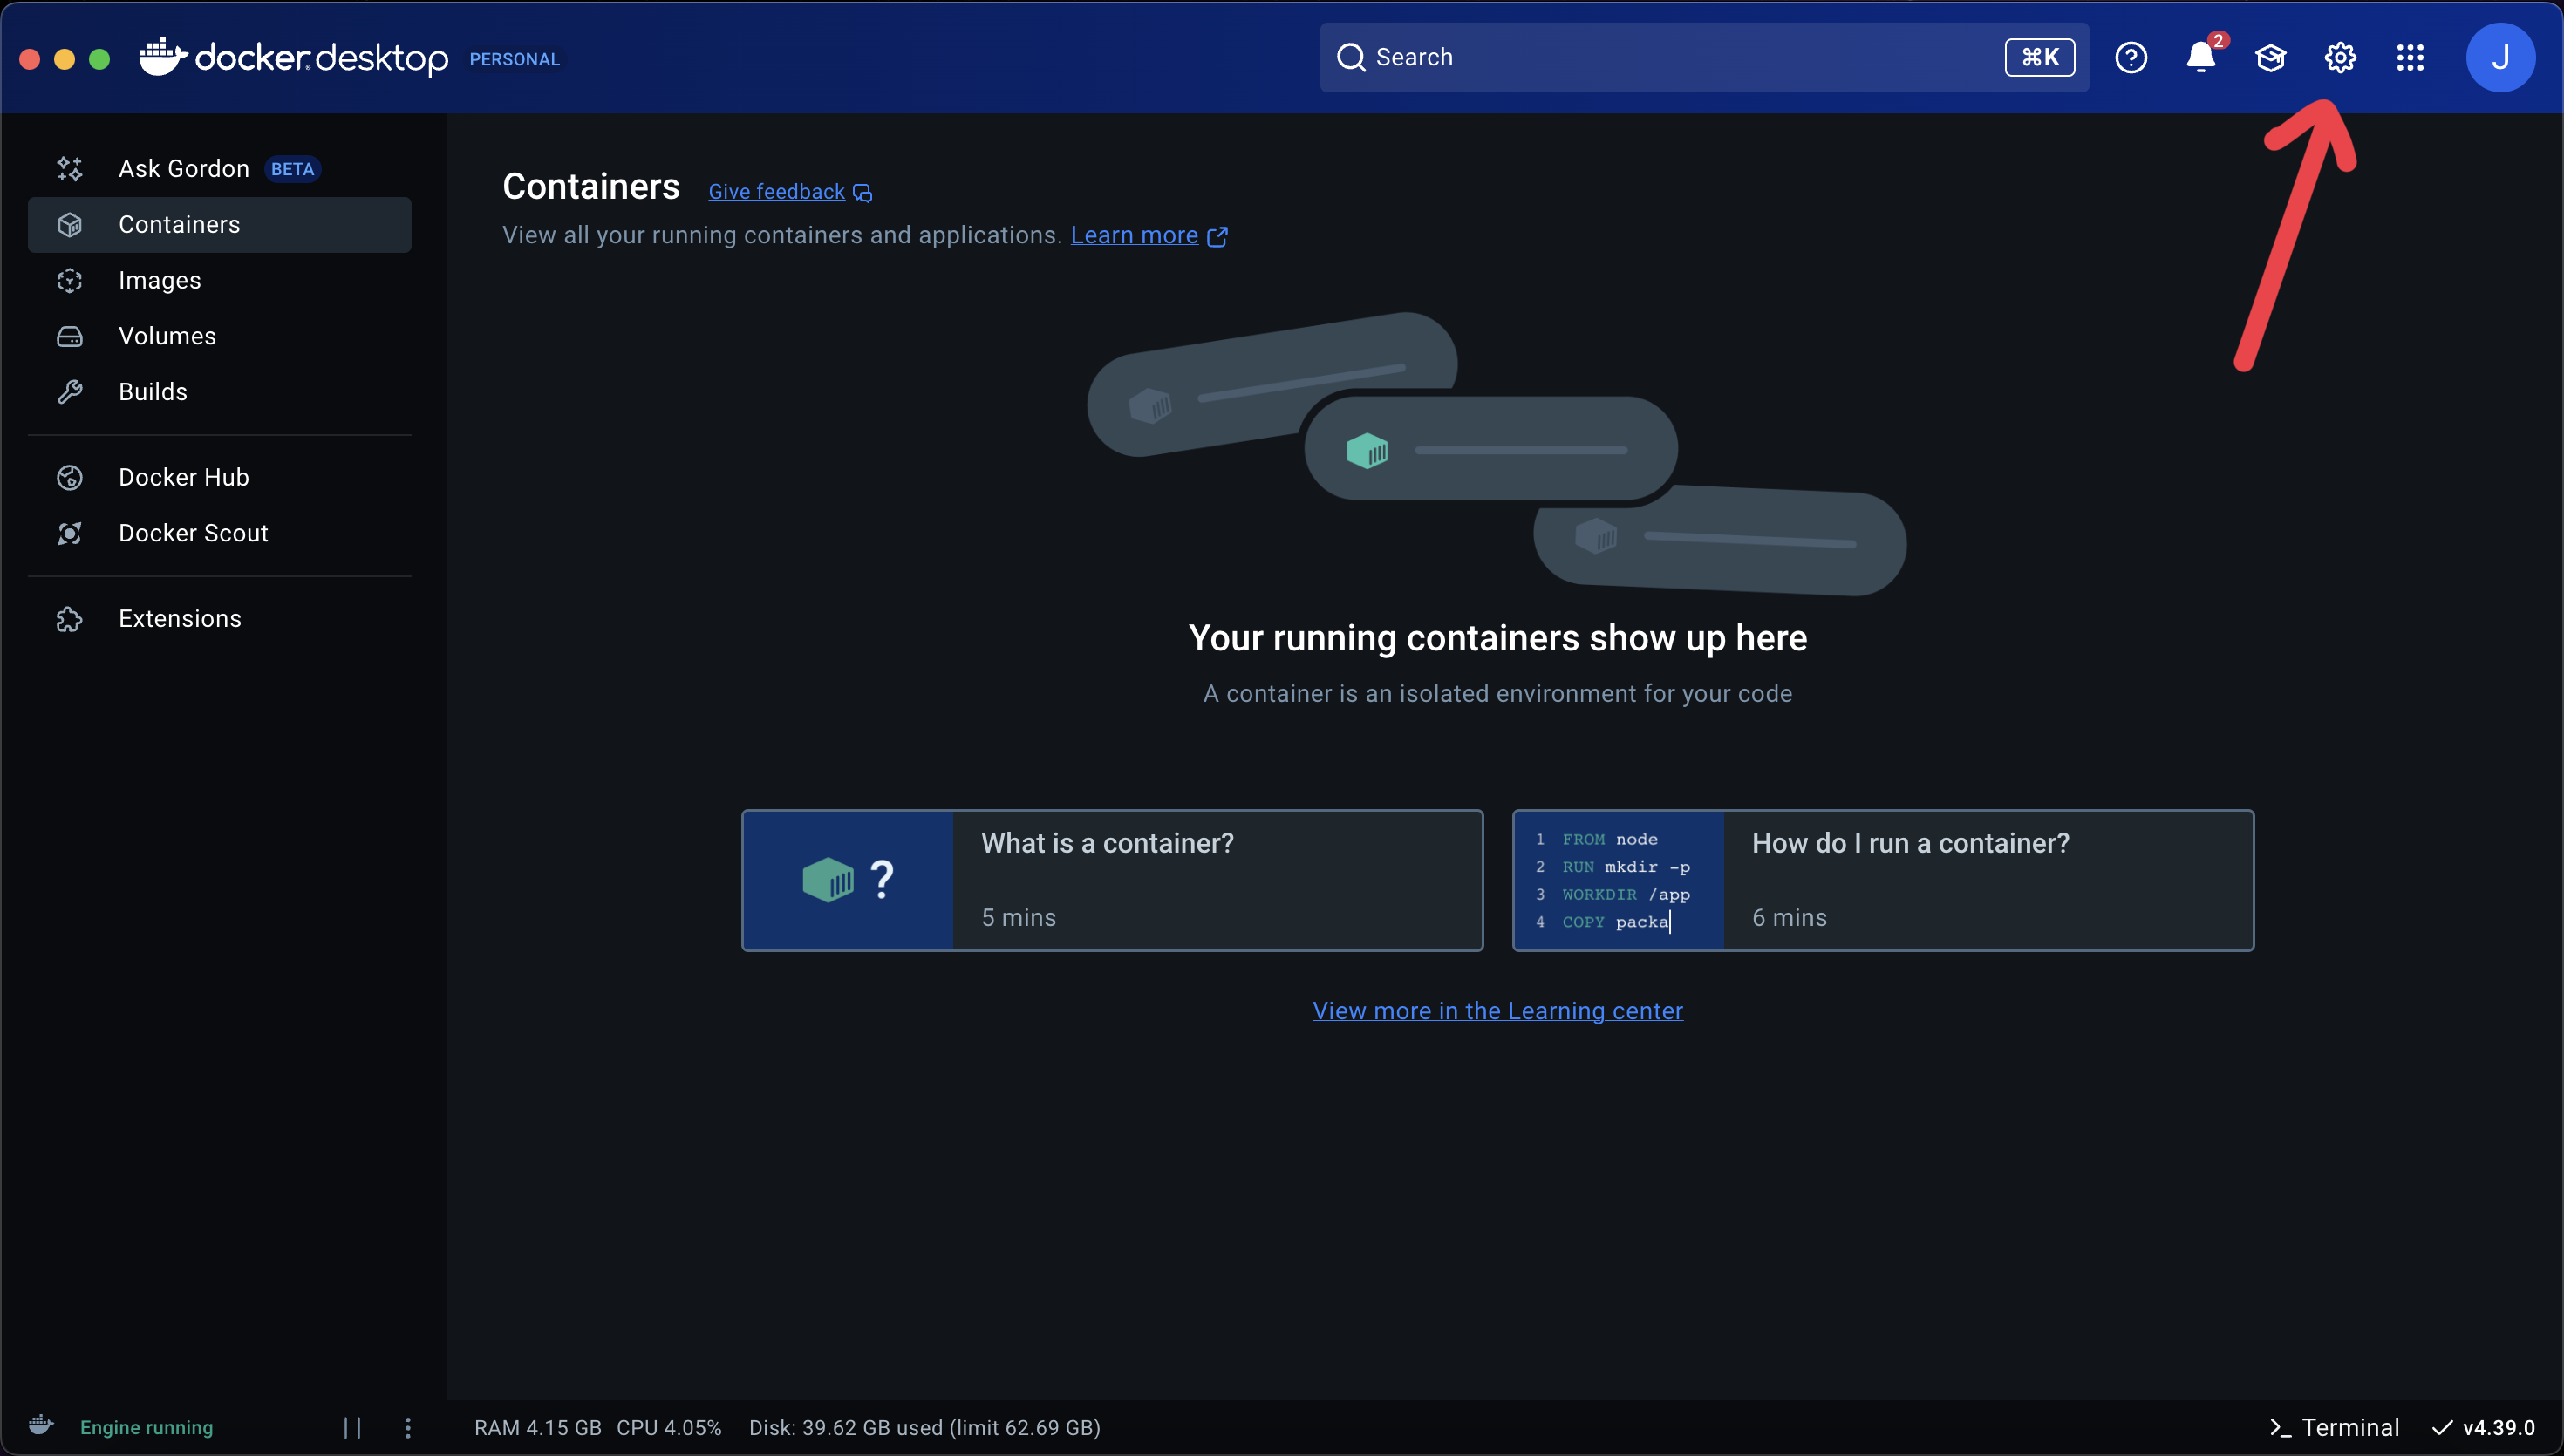 docker desktop PERSONAL
Search ⌘K
2
J
Ask Gordon BETA
Containers
Images
Volumes
Builds
Docker Hub
Docker Scout
Extensions
Containers Give feedback
View all your running containers and applications. Learn more
Your running containers show up here
A container is an isolated environment for your code
?
What is a container?
5 mins
1 FROM node
2 RUN mkdir -p
3 WORKDIR /app
4 COPY packa
How do I run a container?
6 mins
View more in the Learning center
Engine running
RAM 4.15 GB CPU 4.05% Disk: 39.62 GB used (limit 62.69 GB)
>_ Terminal
v4.39.0